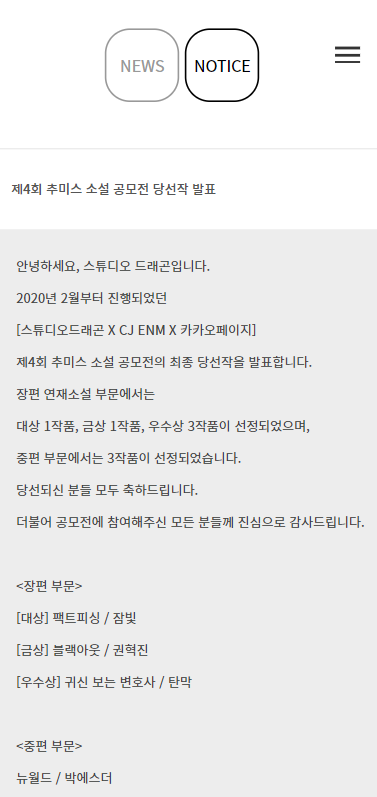 NEWS
NOTICE
제4회 추미스 소설 공모전 당선작 발표
안녕하세요, 스튜디오 드래곤입니다.
2020년 2월부터 진행되었던
[스튜디오드래곤 X CJ ENM X 카카오페이지]
제4회 추미스 소설 공모전의 최종 당선작을 발표합니다.
장편 연재소설 부문에서는
대상 1작품, 금상 1작품, 우수상 3작품이 선정되었으며,
중편 부문에서는 3작품이 선정되었습니다.
당선되신 분들 모두 축하드립니다.
더불어 공모전에 참여해주신 모든 분들께 진심으로 감사드립니다.
<장편 부문>
[대상] 팩트피싱 / 잠빛
[금상] 블랙아웃 / 권혁진
[우수상] 귀신 보는 변호사 / 탄막
<중편 부문>
뉴월드 / 박에스더